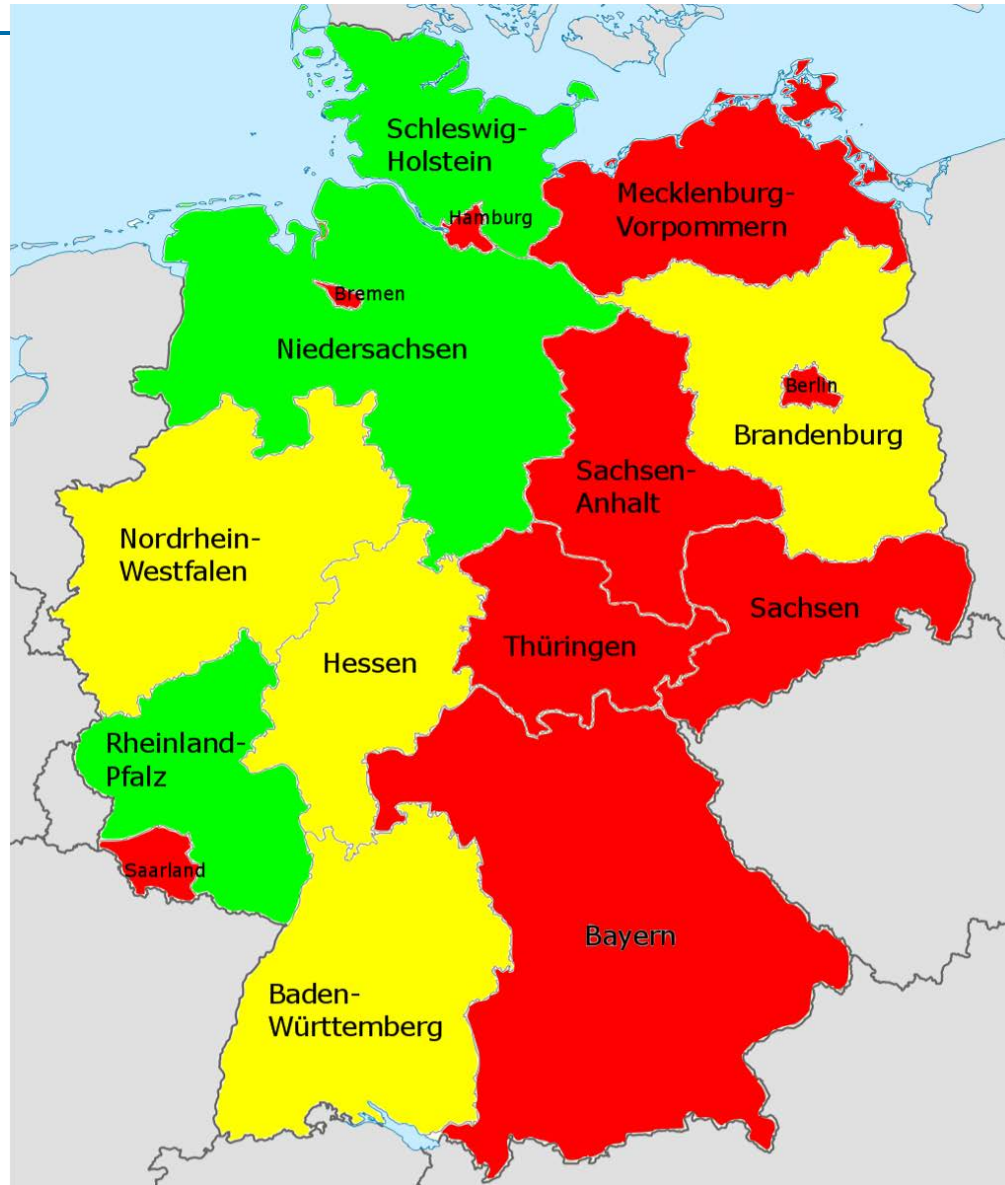 Schleswig-
Holstein
Mecklenburg-
Vorpommern
Hamburg
Bremen
Niedersachsen
Berlin
Brandenburg
Sachsen-
Anhalt
Nordrhein-
Westfalen
Sachsen
Thüringen
Hessen
Rheinland-
Pfalz
Saarland
Bayern
Baden-
Württemberg